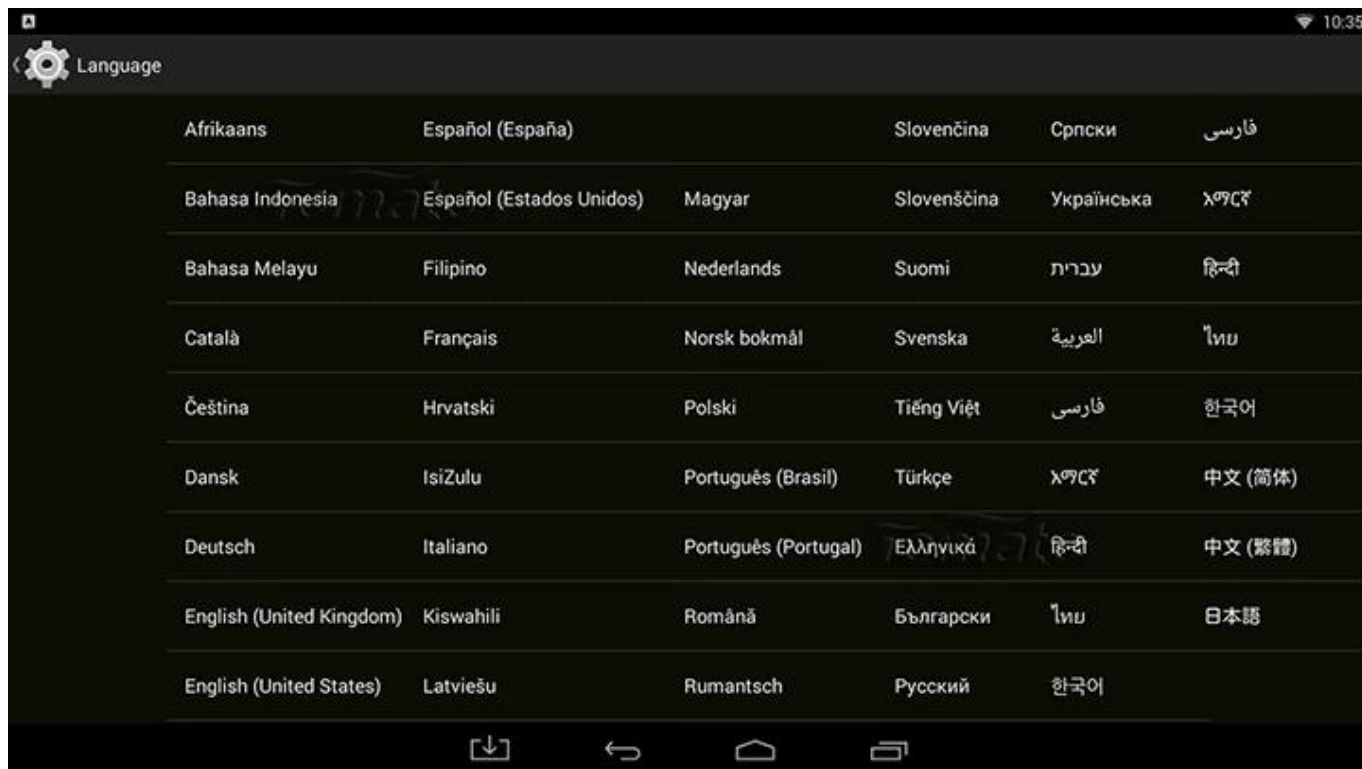 10:35
Language
Afrikaans Español (España) Slovenčina Српски فارسی
Bahasa Indonesia Español (Estados Unidos) Magyar Slovenščina Українська አማርኛ
Bahasa Melayu Filipino Nederlands Suomi עברית हिन्दी
Català Français Norsk bokmål Svenska العربية ไทย
Čeština Hrvatski Polski Tiếng Việt فارسی 한국어
Dansk IsiZulu Português (Brasil) Türkçe አማርኛ 中文 (简体)
Deutsch Italiano Português (Portugal) Ελληνικά हिन्दी 中文 (繁體)
English (United Kingdom) Kiswahili Română Български ไทย 日本語
English (United States) Latviešu Rumantsch Русский 한국어